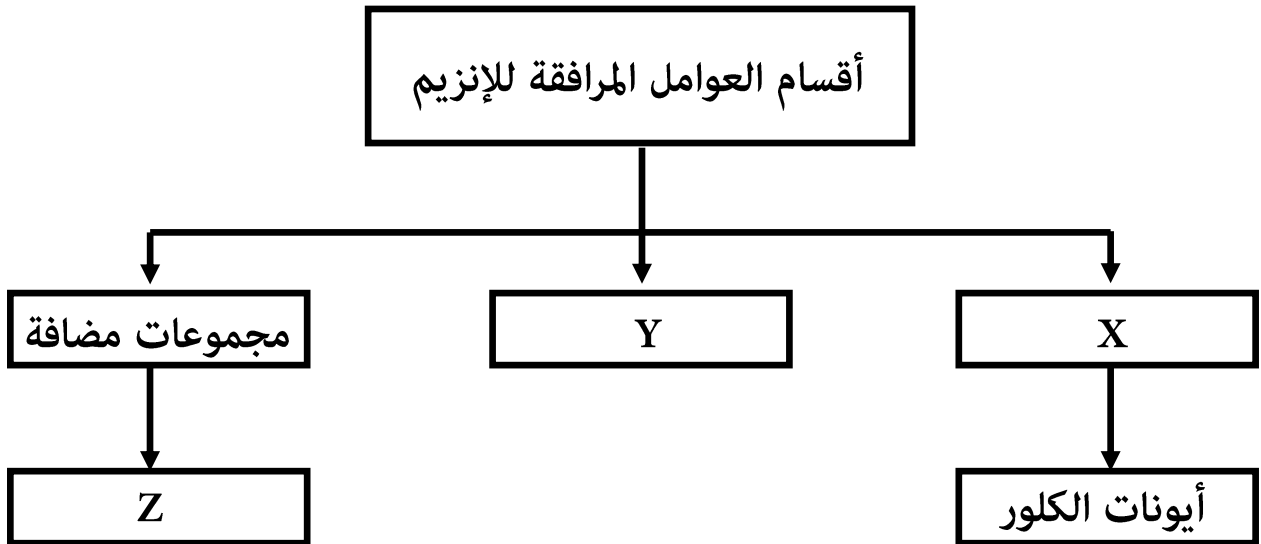 أقسام العوامل المرافقة للإنزيم
X
Y
مجموعات مضافة
أيونات الكلور
Z